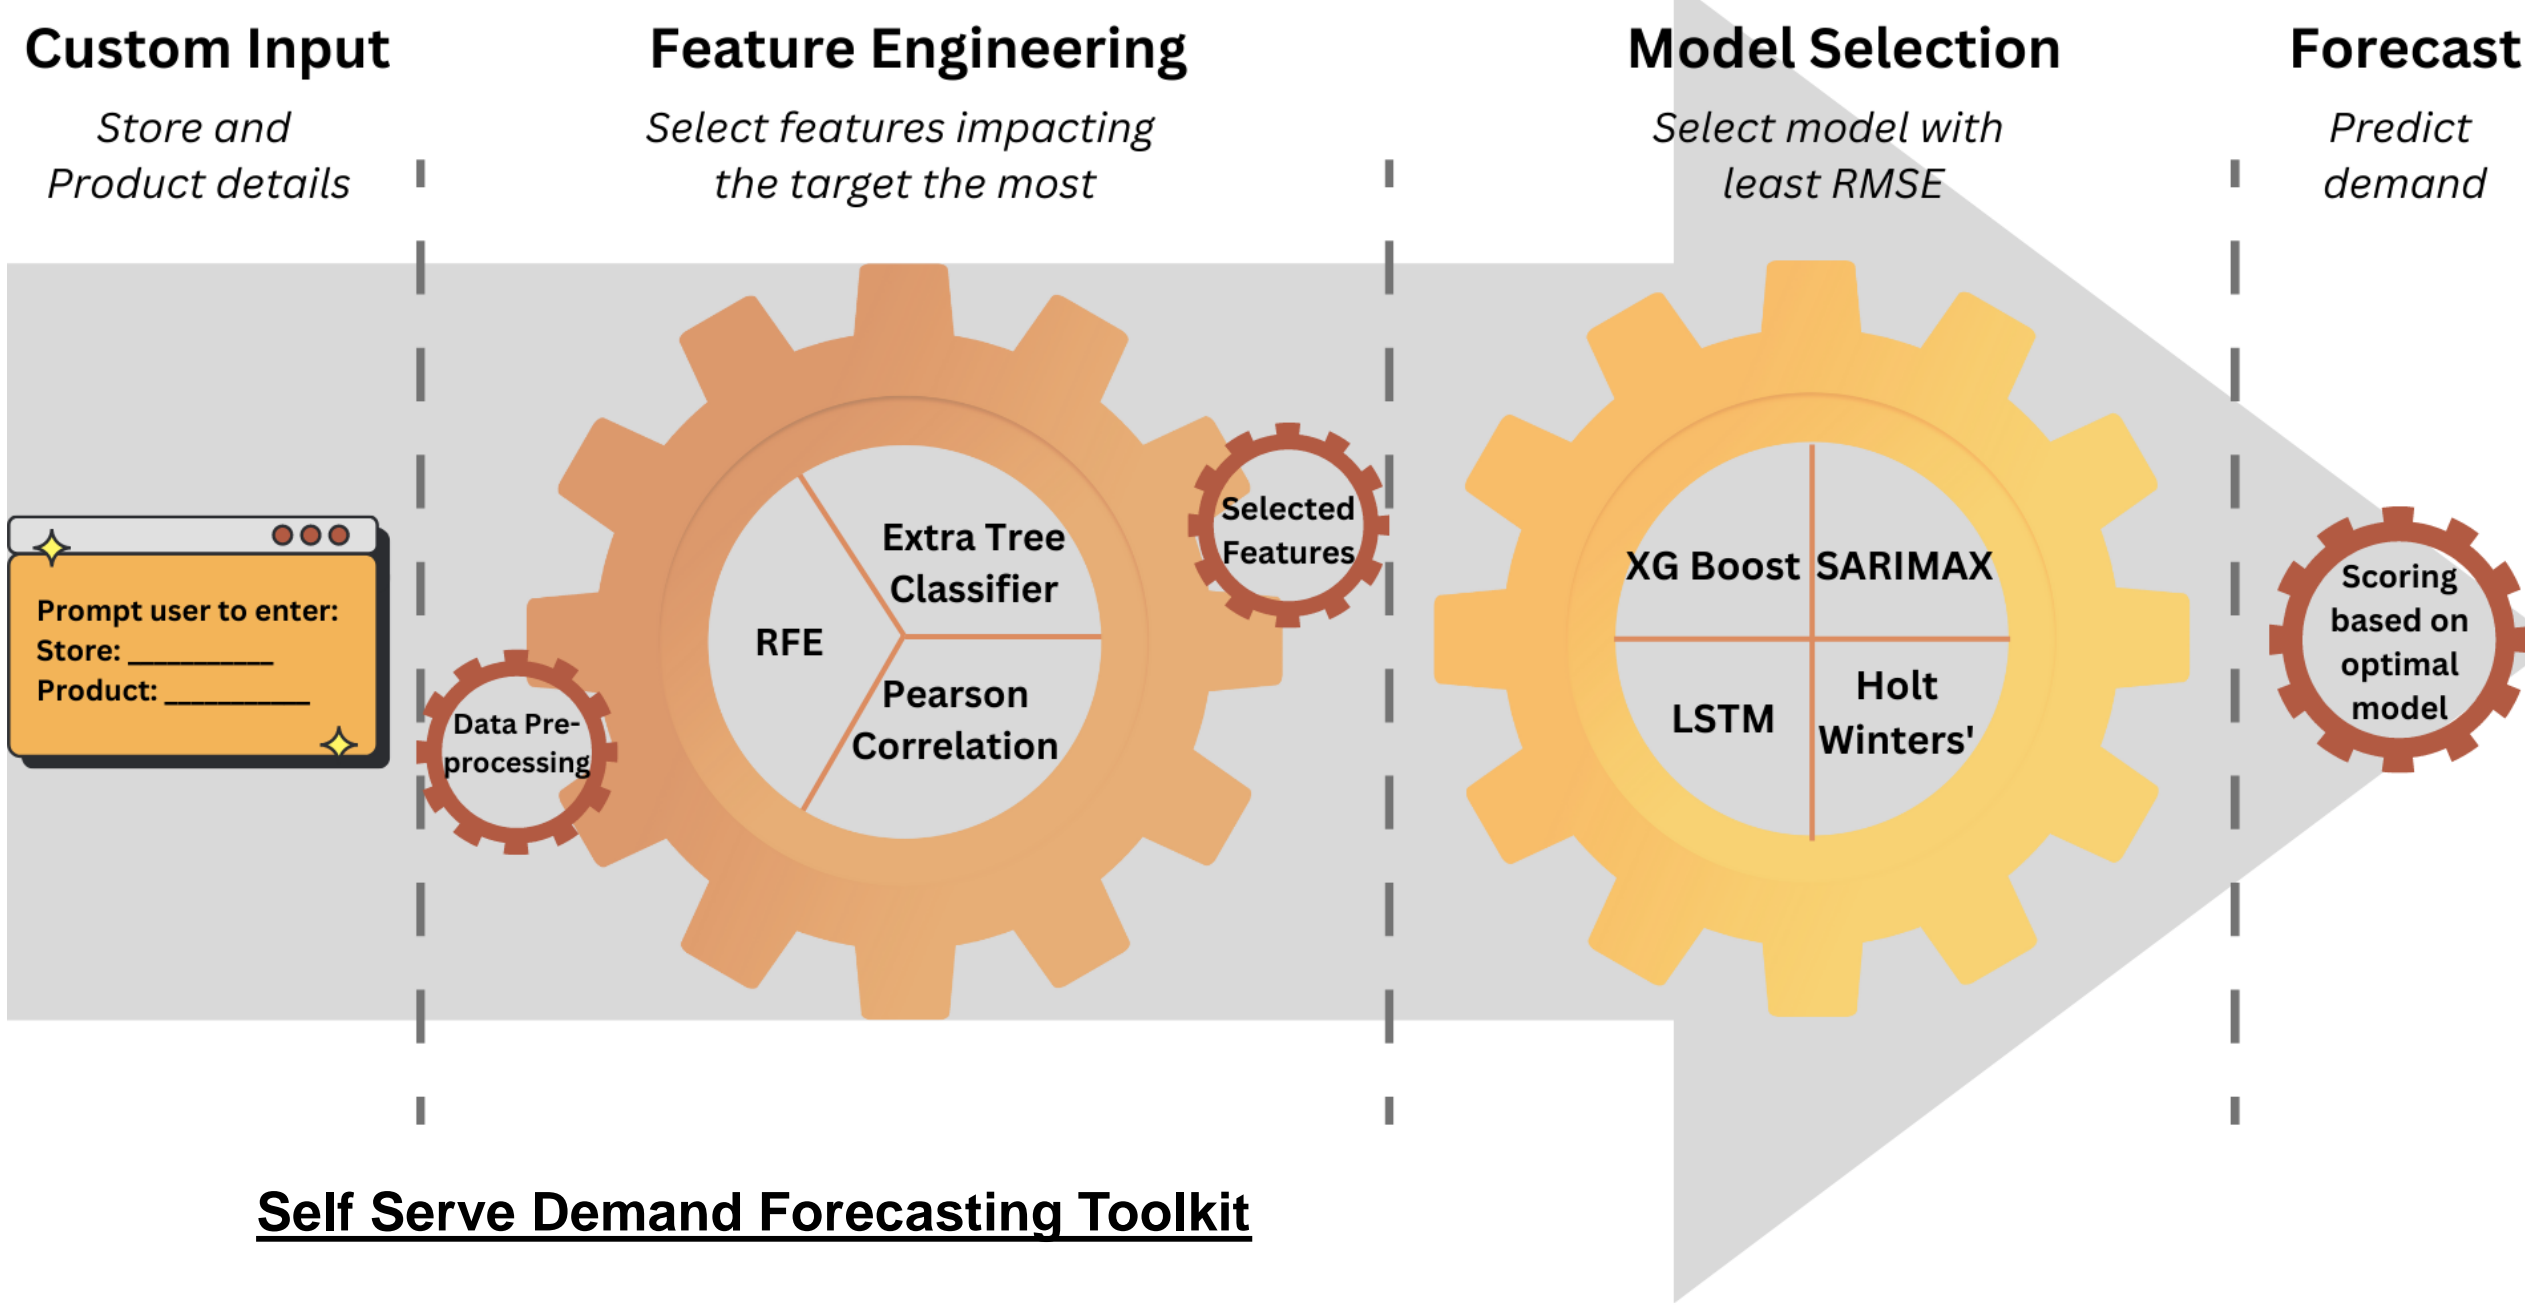 Custom Input
Store and
Product details
Feature Engineering
Select features impacting
the target the most
Model Selection
Select model with
least RMSE
Forecast
Predict
demand
Prompt user to enter:
Store: __________
Product: __________
Data Pre-
processing
RFE
Extra Tree
Classifier
Pearson
Correlation
Selected
Features
XG Boost
SARIMAX
LSTM
Holt
Winters'
Scoring
based on
optimal
model
Self Serve Demand Forecasting Toolkit